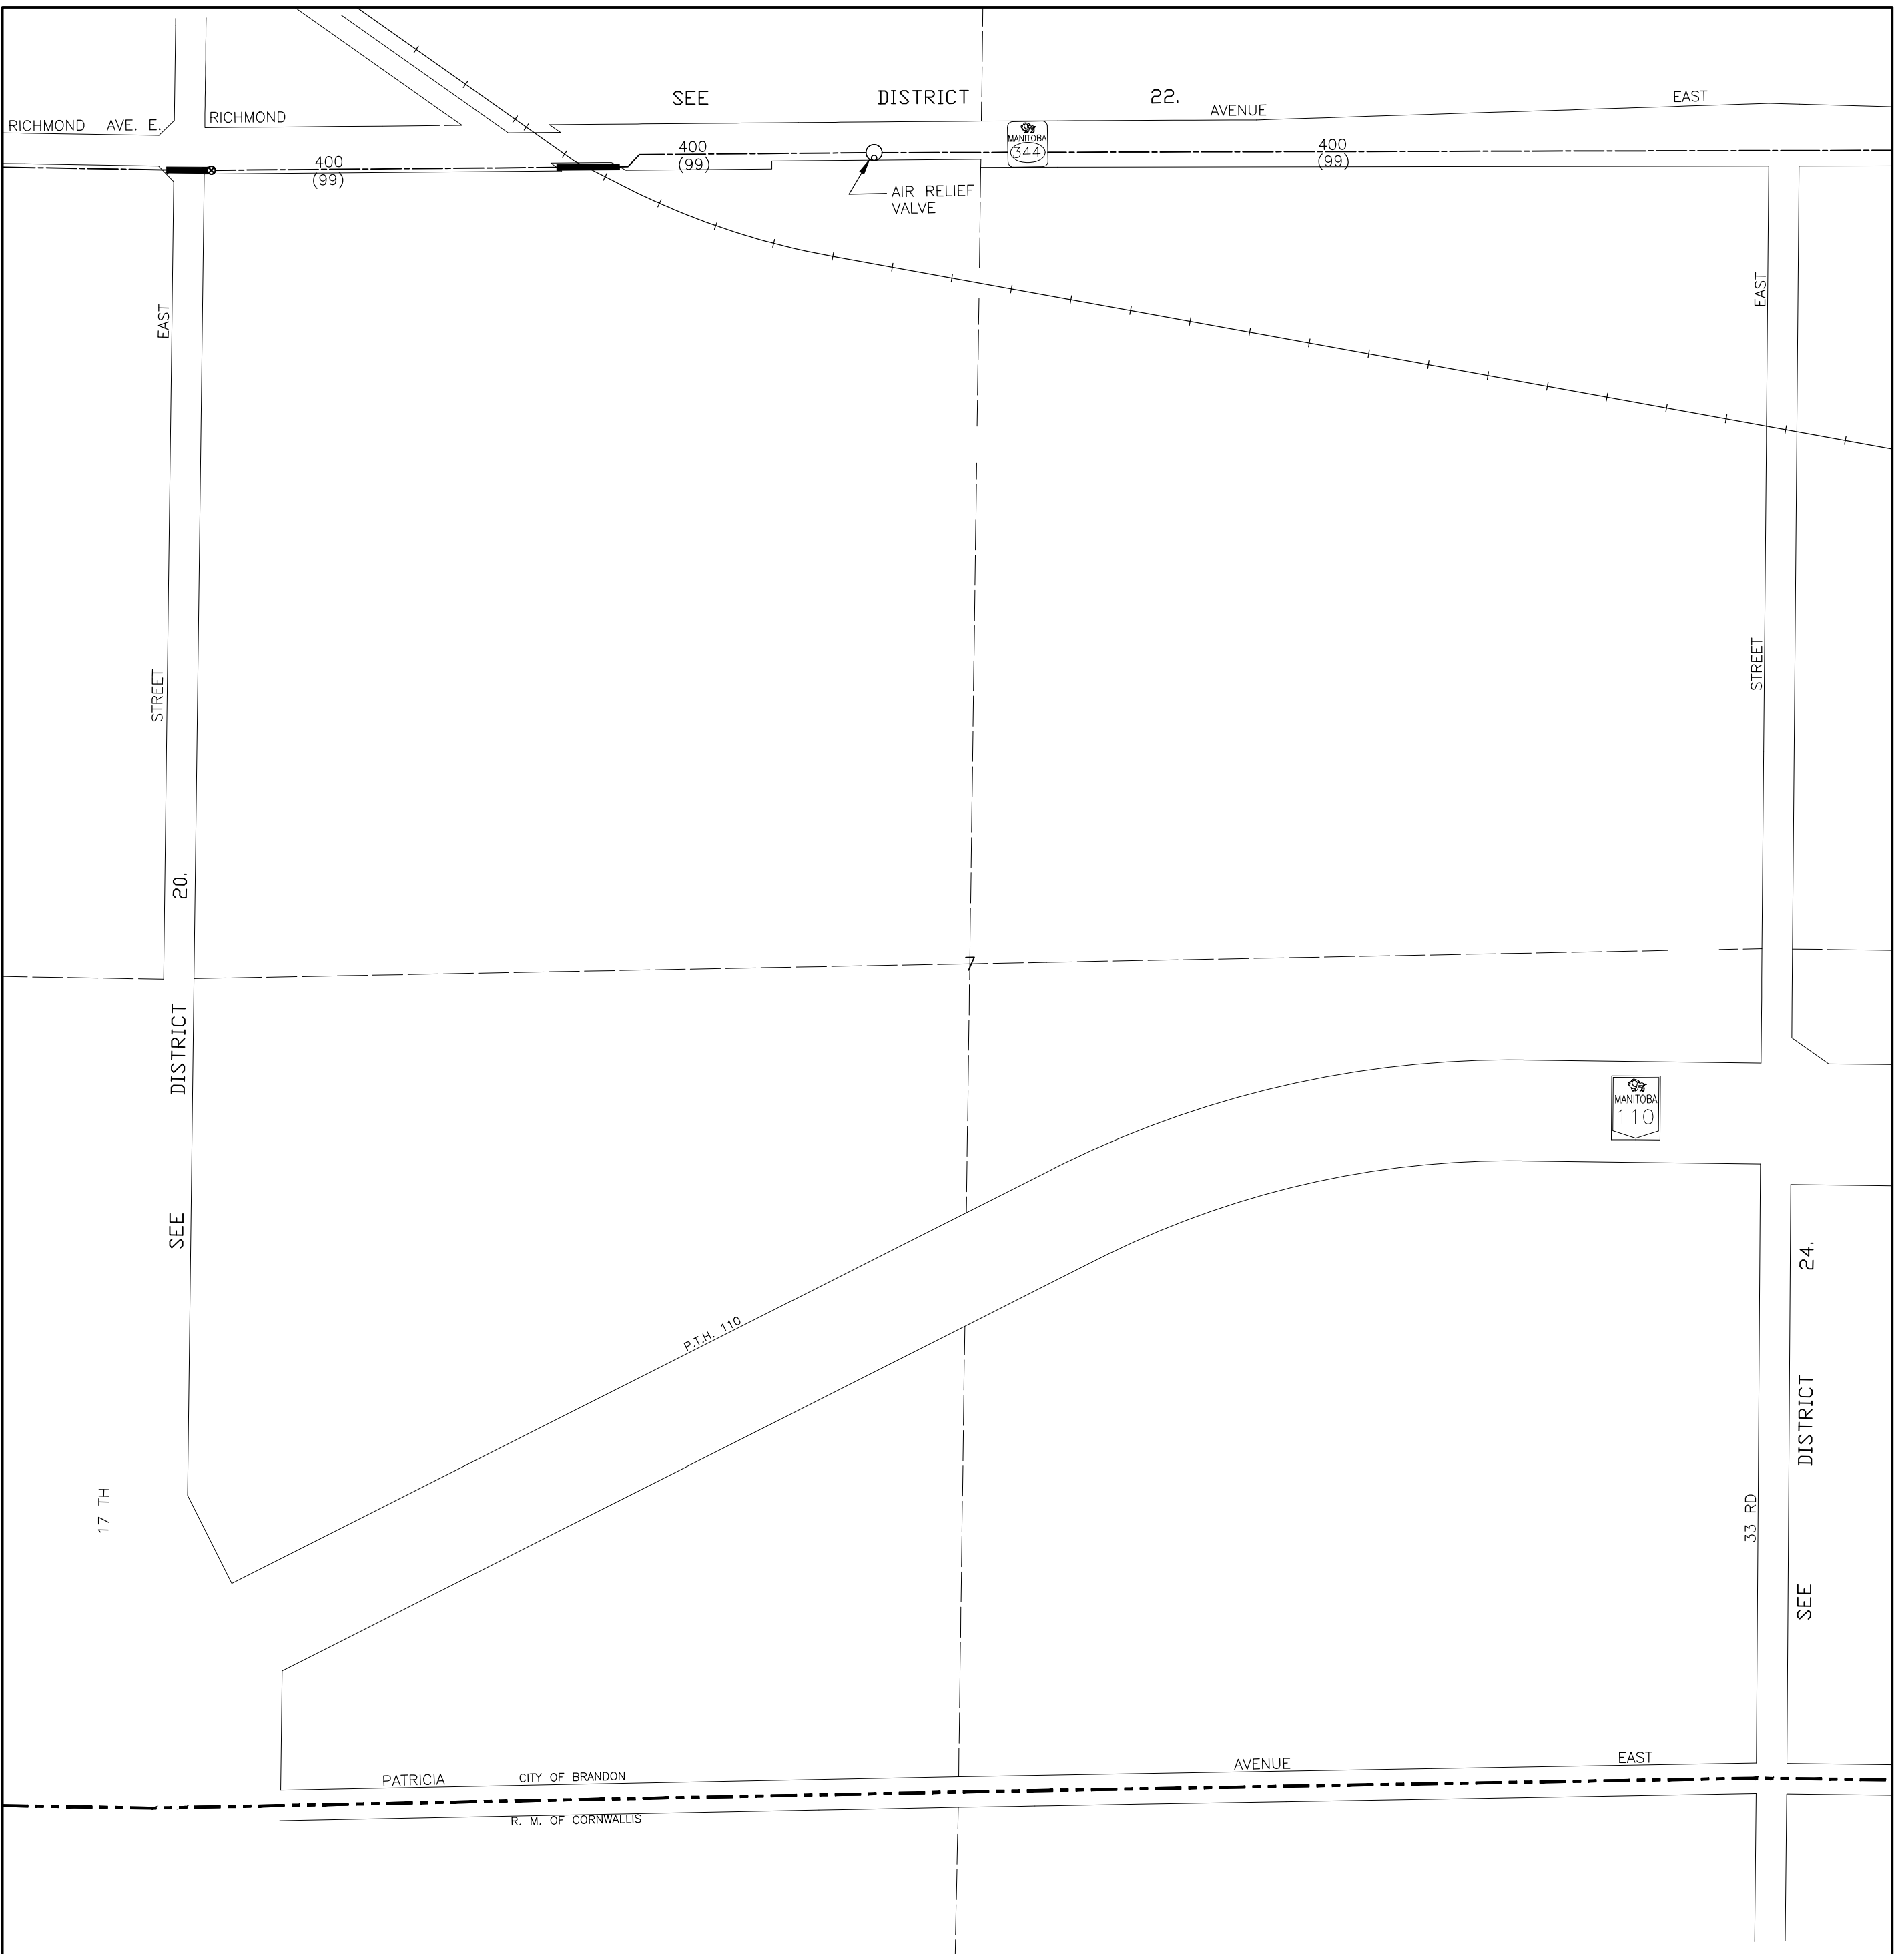 SEE DISTRICT 22.
RICHMOND AVE. E.
RICHMOND
AVENUE
EAST
MANITOBA
344
400
(99)
400
(99)
400
(99)
AIR RELIEF
VALVE
EAST
EAST
STREET
STREET
SEE DISTRICT 20.
7
MANITOBA
110
P.T.H. 110
SEE DISTRICT 24.
17 TH
33 RD
PATRICIA
CITY OF BRANDON
AVENUE
EAST
R. M. OF CORNWALLIS